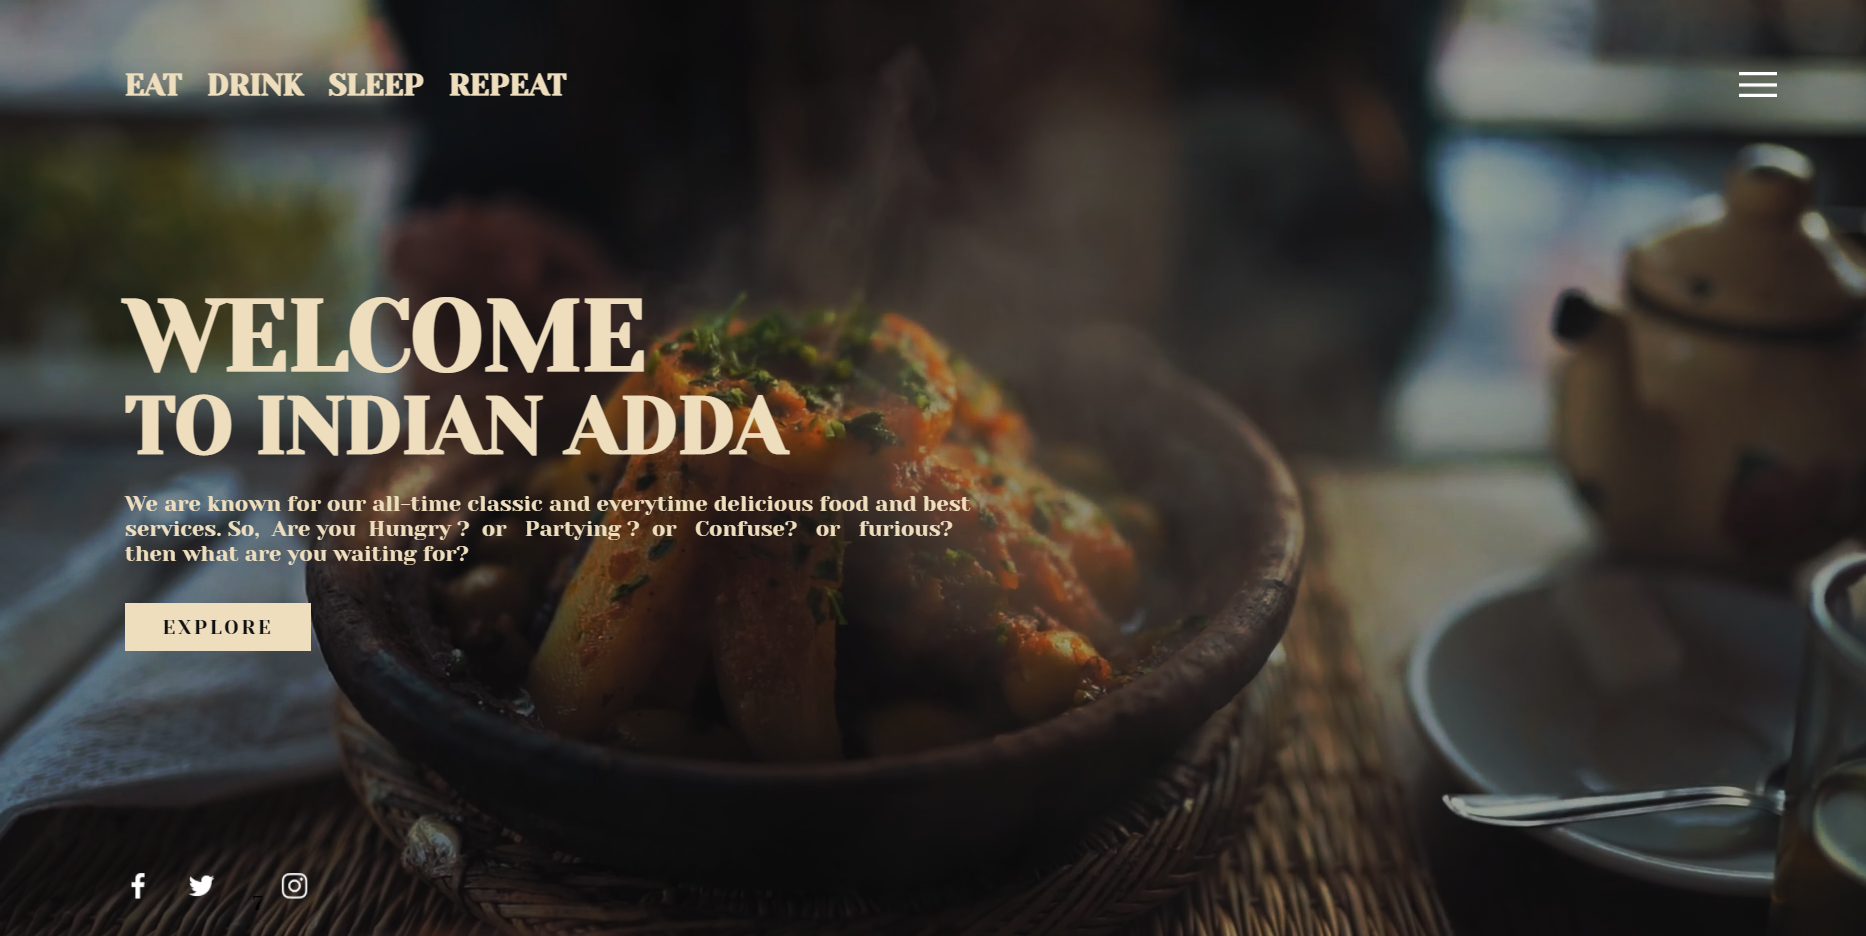 EAT DRINK SLEEP REPEAT
WELCOME
TO INDIAN ADDA
We are known for our all-time classic and everytime delicious food and best
services. So, Are you Hungry ? or Partying ? or Confuse? or furious?
then what are you waiting for?
EXPLORE